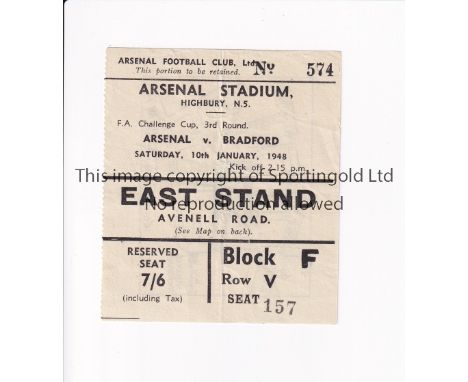 ARSENAL FOOTBALL CLUB, Ltd.
This portion to be retained.
No 574
ARSENAL STADIUM,
HIGHBURY, N.5.
F.A. Challenge Cup, 3rd Round.
ARSENAL v. BRADFORD
SATURDAY, 10th JANUARY, 1948
Kick off 2.15 p.m.
This image copyright of Sportingold Ltd
EAST STAND
No reproduction allowed
AVENELL ROAD.
(See Map on back).
RESERVED
SEAT
7/6
(including Tax)
Block F
Row V
SEAT 157